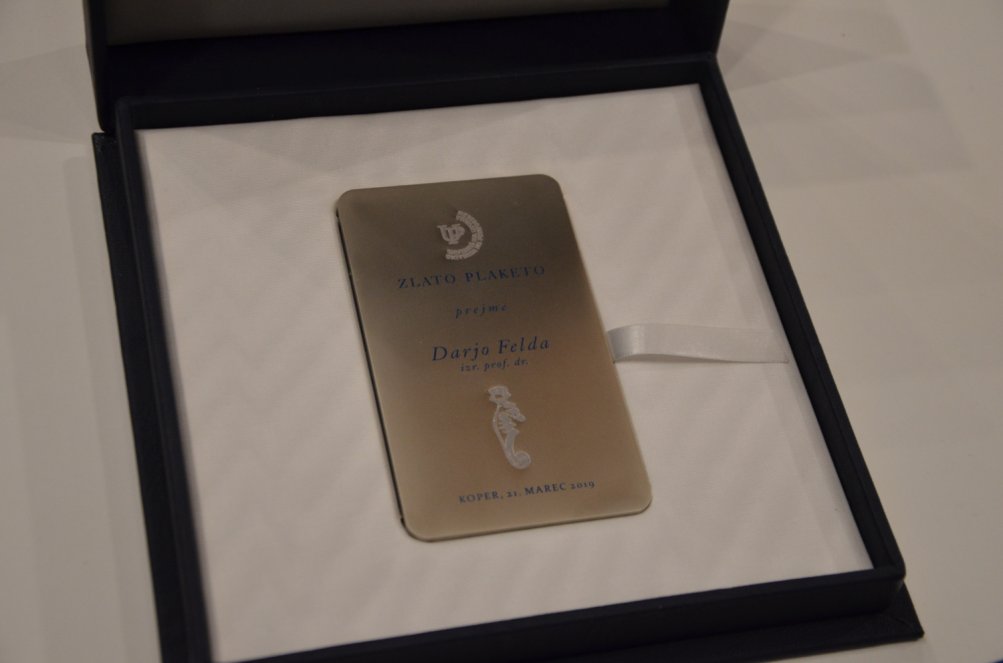 UP
ZLATO PLAKETO
prejme
Darjo Felda
izr. prof. dr.
KOPER, 21. MAREC 2019